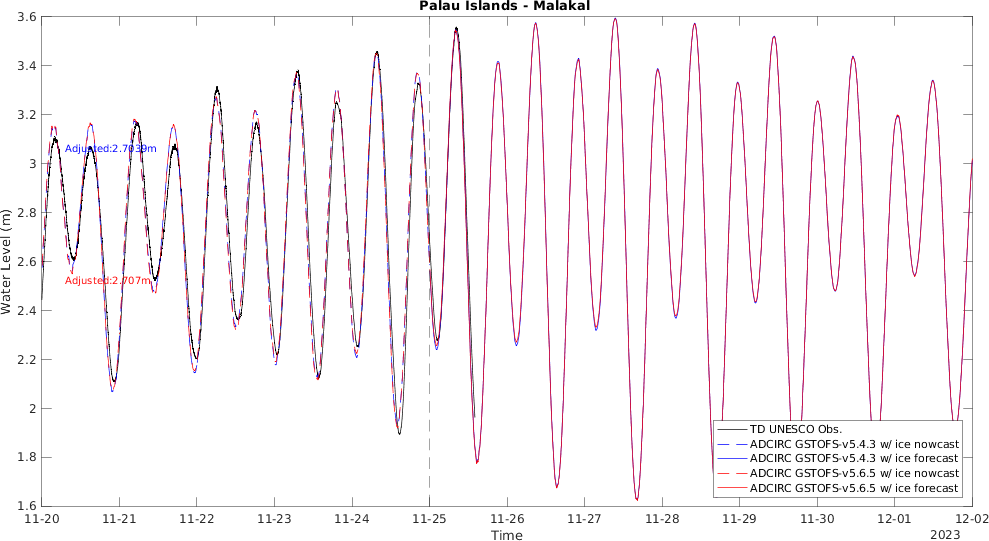 Palau Islands - Malakal
3.6
3.4
3.2
3
2.8
2.6
2.4
2.2
2
1.8
1.6
Water Level (m)
Adjusted:2.7039m
Adjusted:2.707m
TD UNESCO Obs.
ADCIRC GSTOFS-v5.4.3 w/ ice nowcast
ADCIRC GSTOFS-v5.4.3 w/ ice forecast
ADCIRC GSTOFS-v5.6.5 w/ ice nowcast
ADCIRC GSTOFS-v5.6.5 w/ ice forecast
11-20 11-21 11-22 11-23 11-24 11-25 11-26 11-27 11-28 11-29 11-30 12-01 12-02
Time
2023